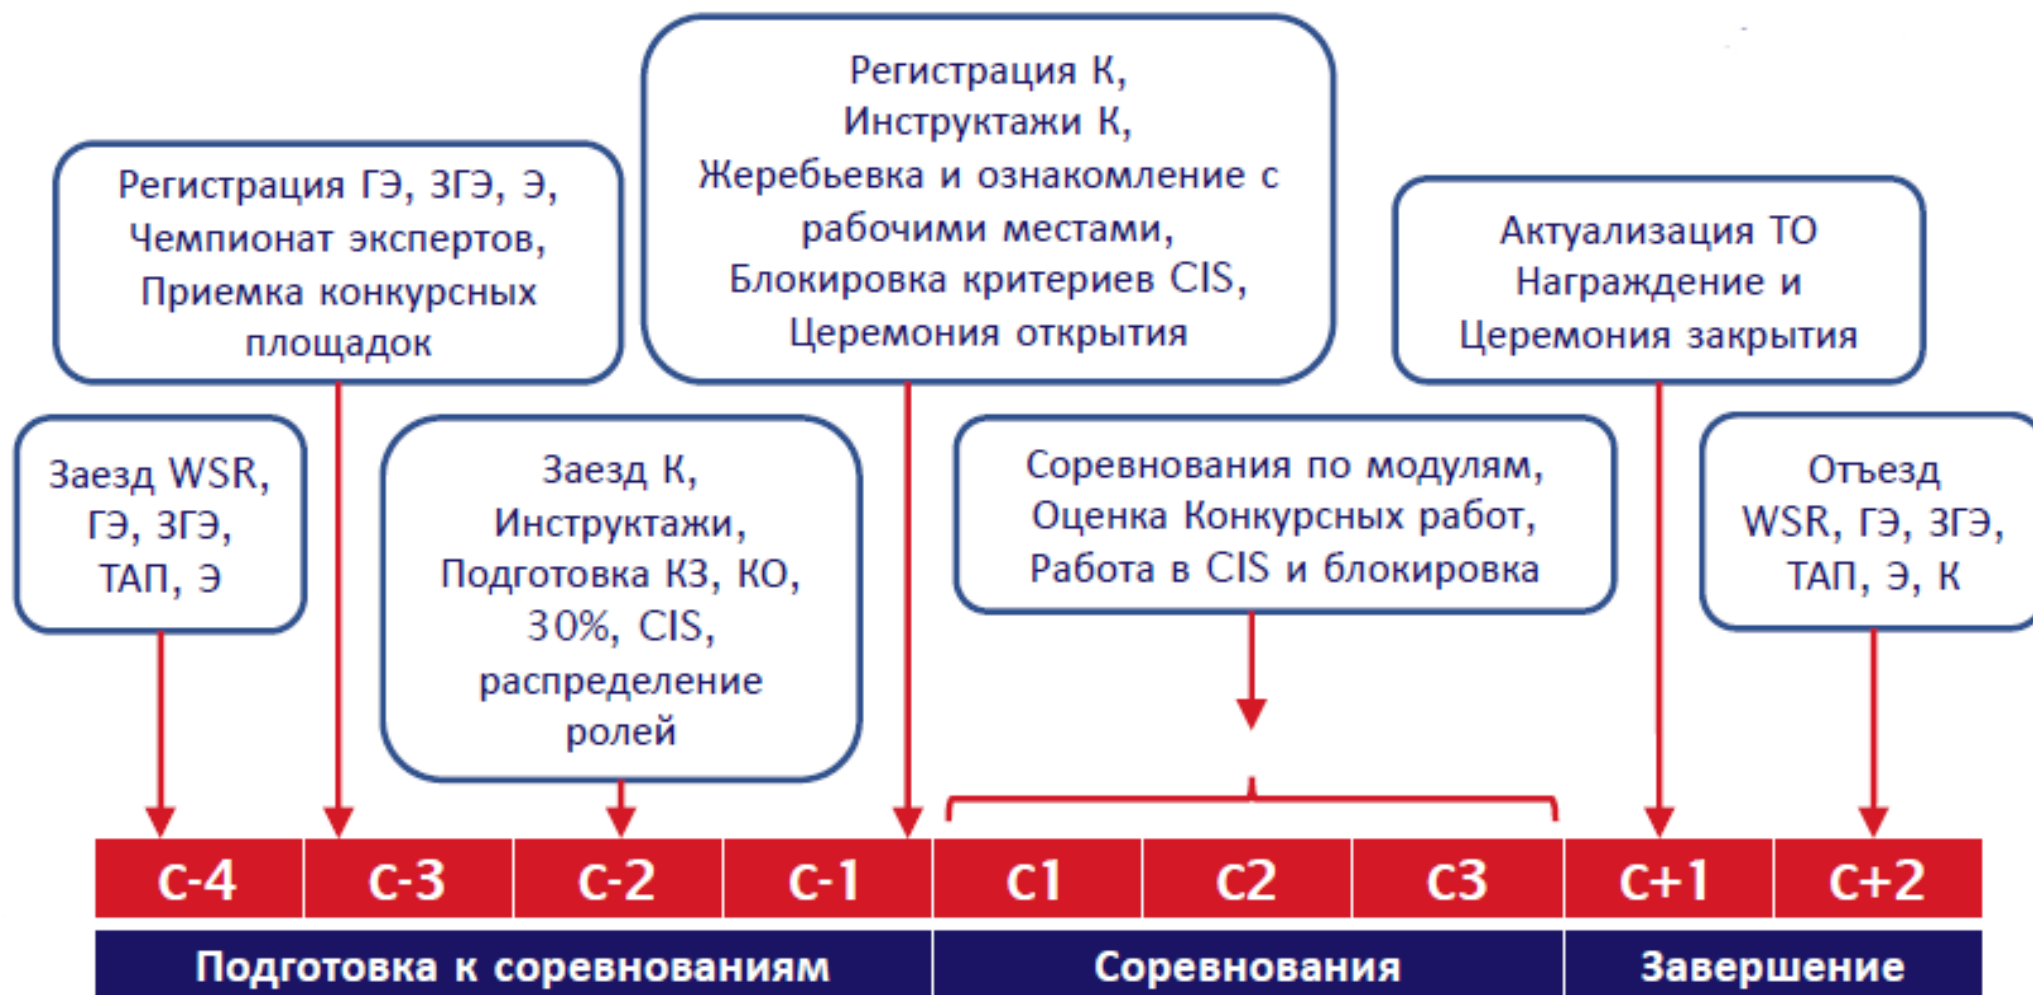 Регистрация К,
Инструктажи К,
Жеребьевка и ознакомление с
рабочими местами,
Блокировка критериев CIS,
Церемония открытия
Регистрация ГЭ, ЗГЭ, Э,
Чемпионат экспертов,
Приемка конкурсных
площадок
Актуализация ТО
Награждение и
Церемония закрытия
Заезд WSR,
ГЭ, ЗГЭ,
ТАП, Э
Заезд К,
Инструктажи,
Подготовка КЗ, КО,
30%, CIS,
распределение
ролей
Соревнования по модулям,
Оценка Конкурсных работ,
Работа в CIS и блокировка
Отъезд
WSR, ГЭ, ЗГЭ,
ТАП, Э, К
С-4 С-3 С-2 С-1 С1 С2 С3 С+1 С+2
Подготовка к соревнованиям Соревнования Завершение